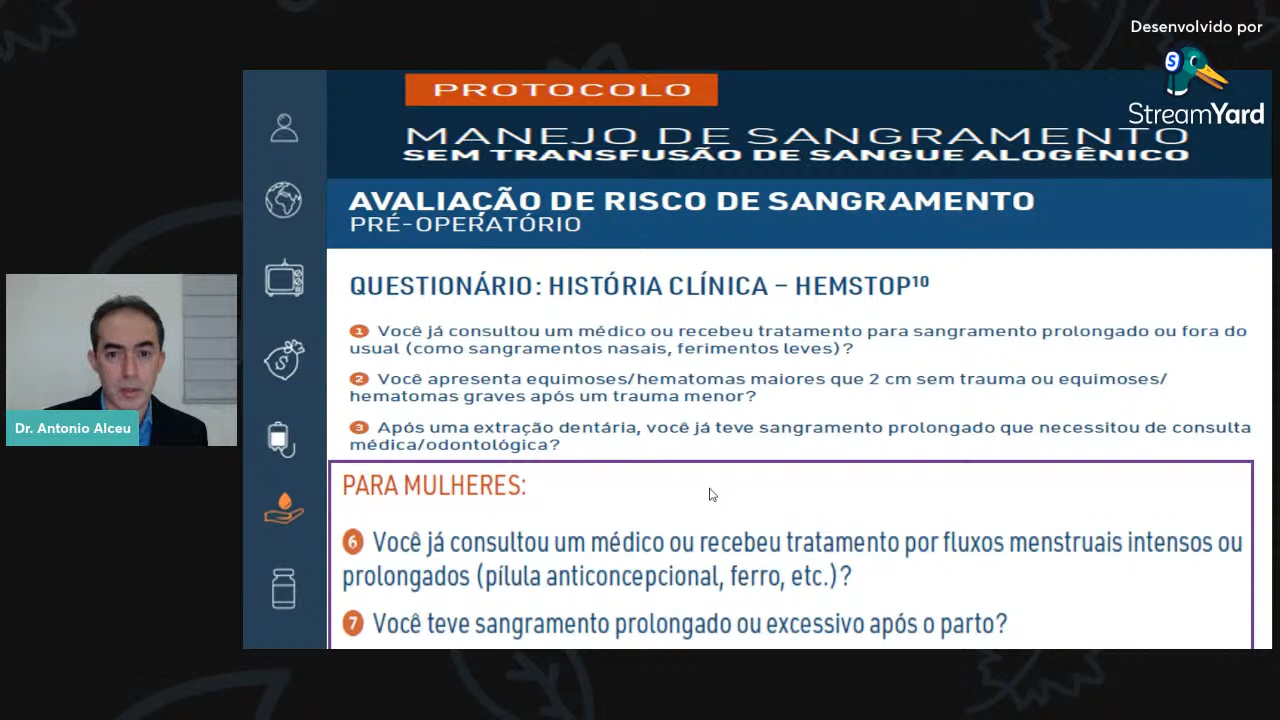 Desenvolvido por
StreamYard
PROTOCOLO
MANEJO DE SANGRAMENTO
SEM TRANSFUSÃO DE SANGUE ALOGÊNICO
AVALIAÇÃO DE RISCO DE SANGRAMENTO
PRÉ-OPERATÓRIO
QUESTIONÁRIO: HISTÓRIA CLÍNICA – HEMSTOP¹⁰
1 Você já consultou um médico ou recebeu tratamento para sangramento prolongado ou fora do
usual (como sangramentos nasais, ferimentos leves)?
2 Você apresenta equimoses/hematomas maiores que 2 cm sem trauma ou equimoses/
hematomas graves após um trauma menor?
3 Após uma extração dentária, você já teve sangramento prolongado que necessitou de consulta
médica/odontológica?
PARA MULHERES:
6 Você já consultou um médico ou recebeu tratamento por fluxos menstruais intensos ou
prolongados (pílula anticoncepcional, ferro, etc.)?
7 Você teve sangramento prolongado ou excessivo após o parto?
Dr. Antonio Alceu